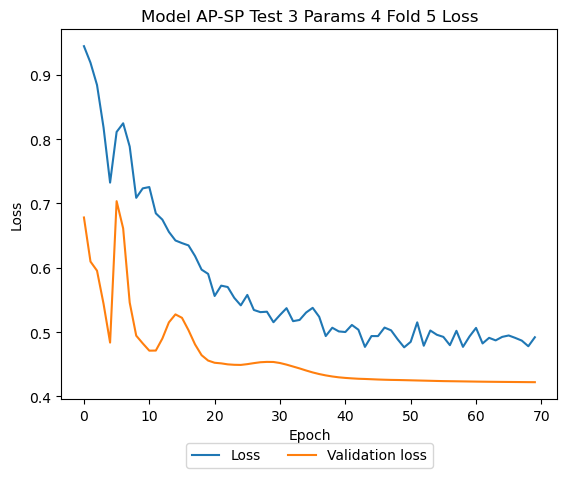 Model AP-SP Test 3 Params 4 Fold 5 Loss
0.9
0.8
0.7
0.6
0.5
0.4
Loss
0 10 20 30 40 50 60 70
Epoch
Loss Validation loss